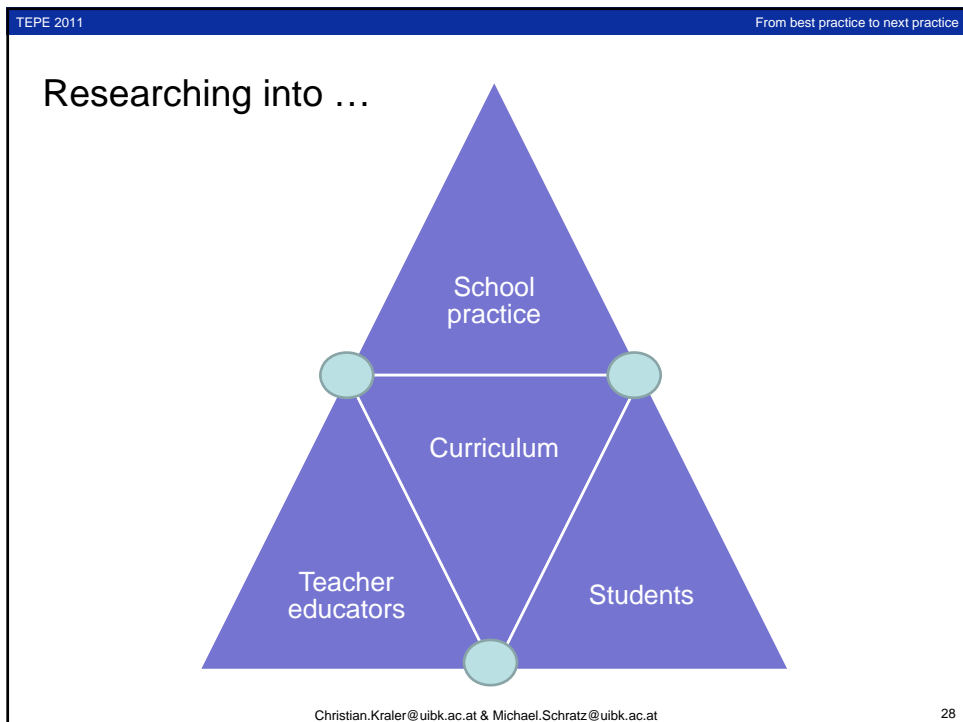 TEPE 2011
From best practice to next practice
Researching into …
School
practice
Curriculum
Teacher
educators
Students
Christian.Kraler@uibk.ac.at & Michael.Schratz@uibk.ac.at
28